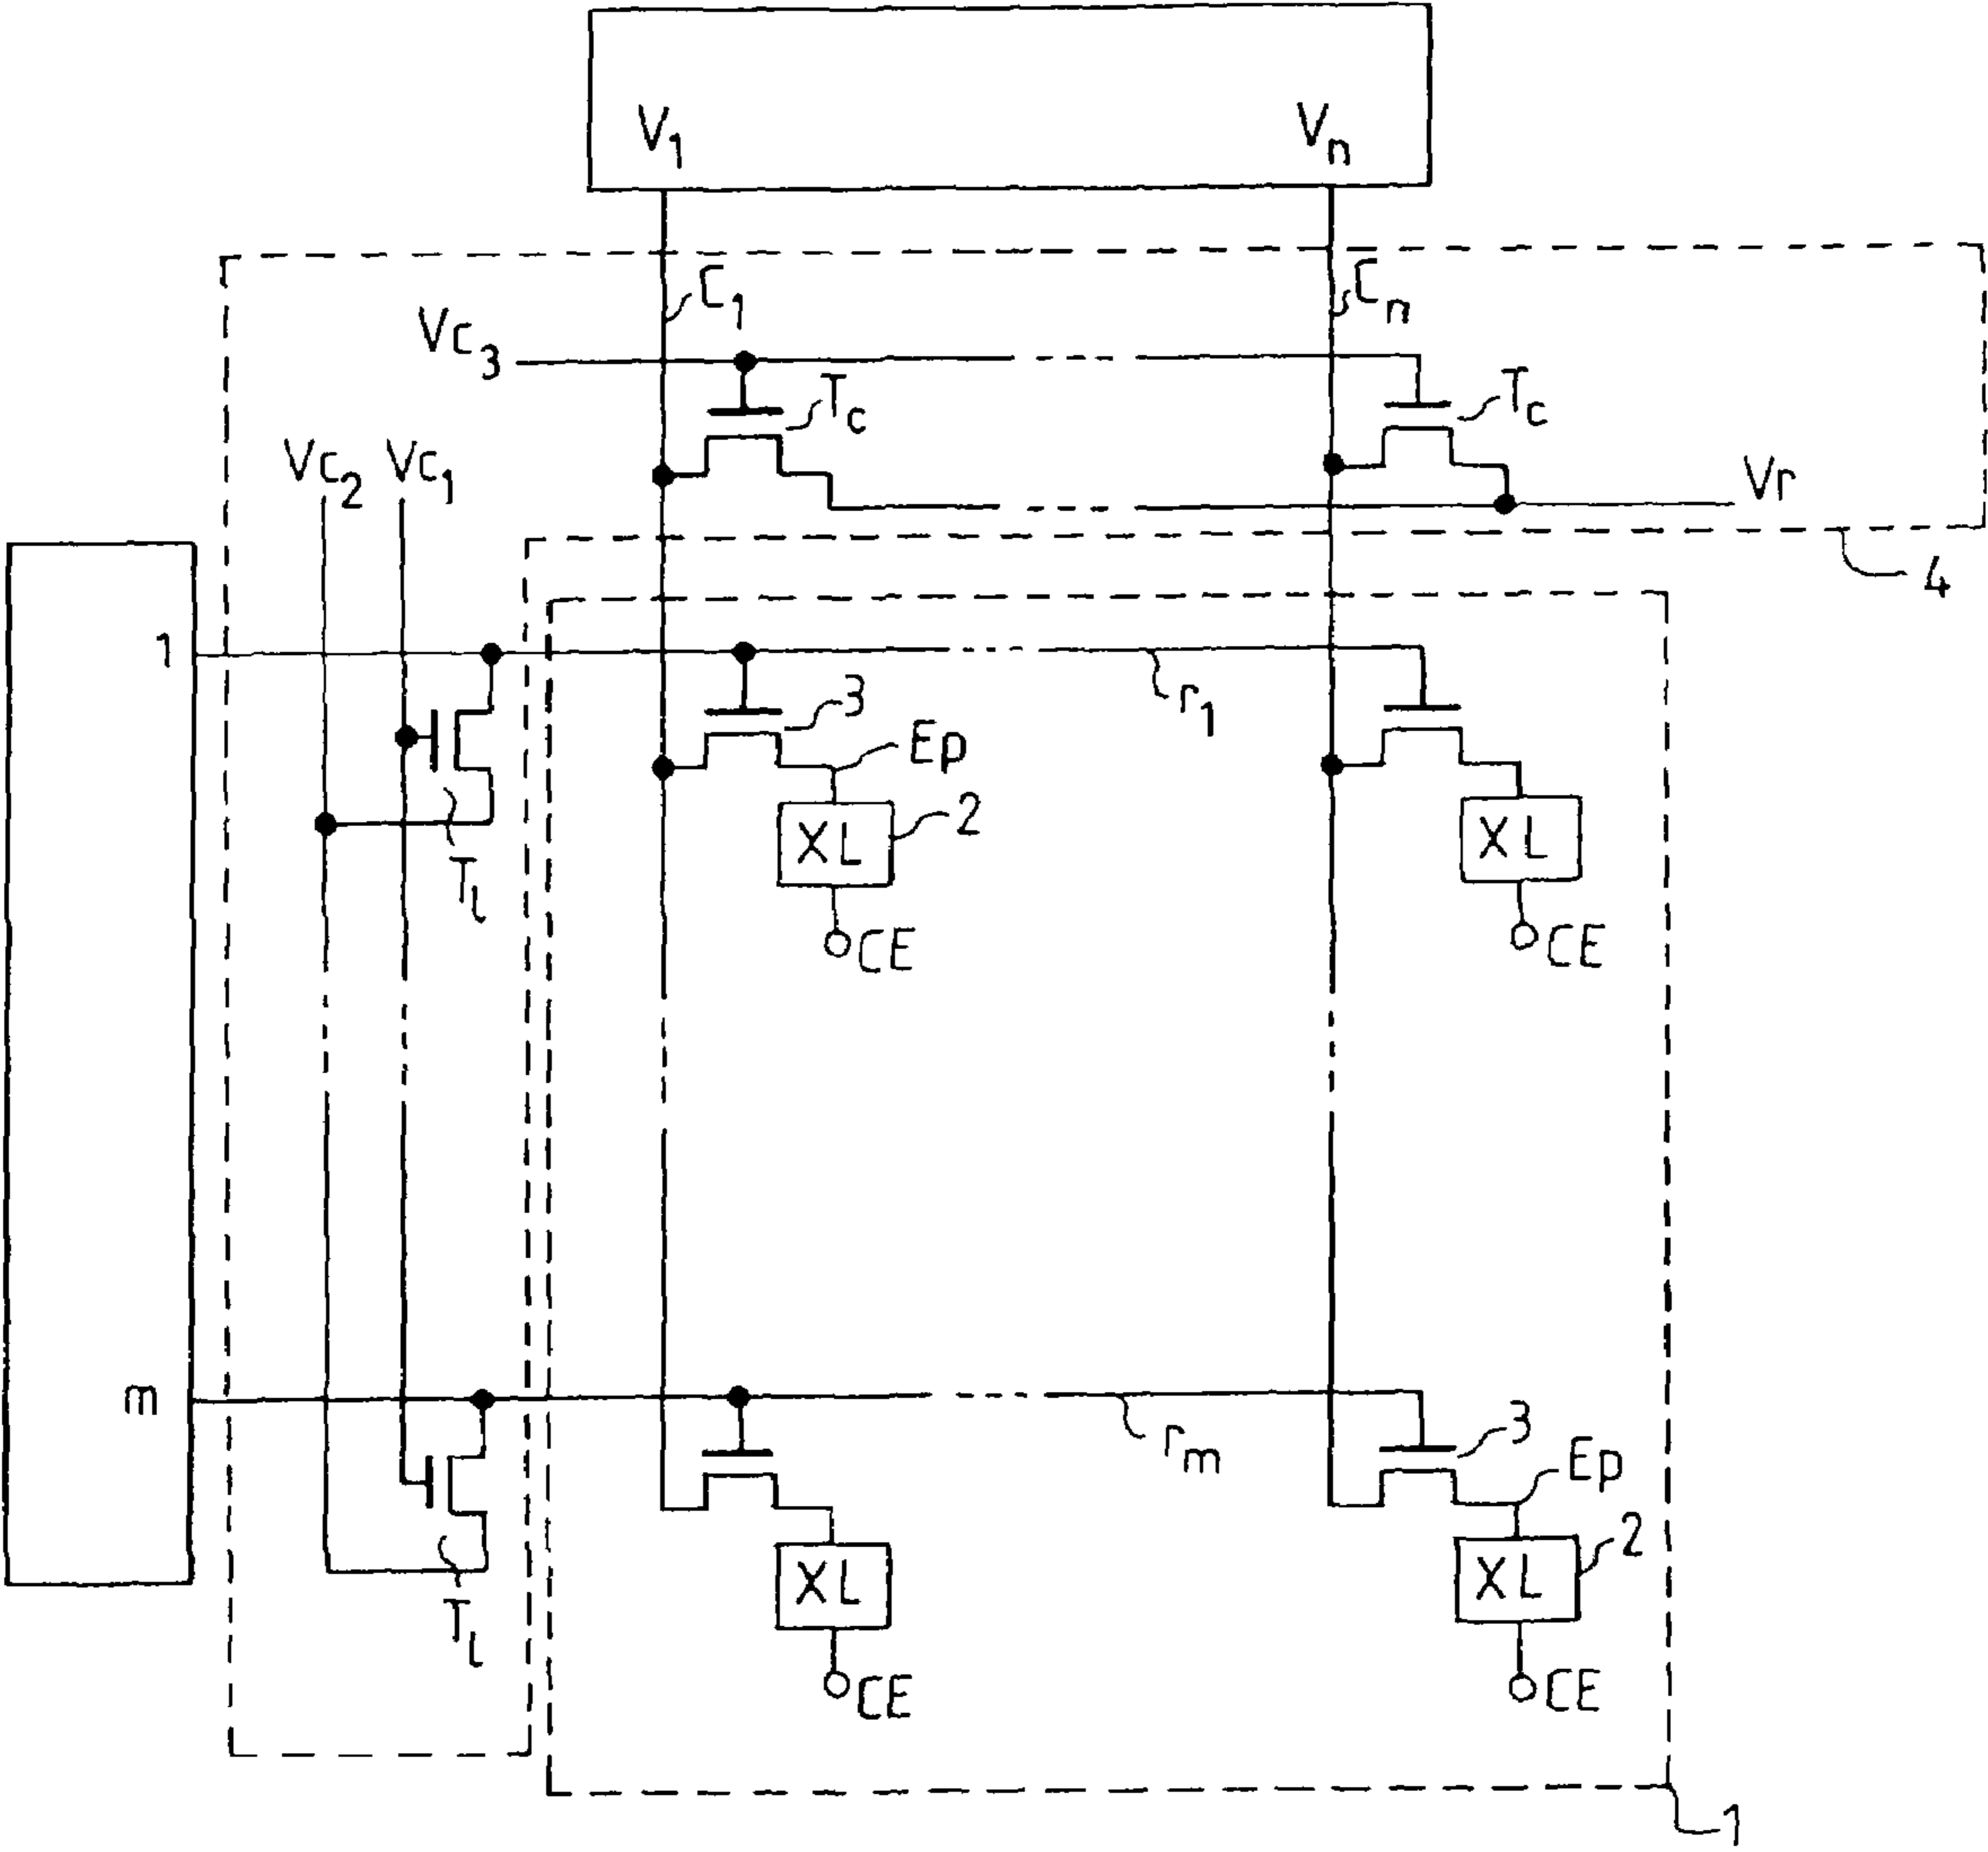 V1 Vn
C1 Cn
Vc3
Tc Tc
Vc2 Vc1 Vr
4
1
3 r1
Ep
XL 2 XL
Tl
CE CE
m
rm 3
Ep
XL XL 2
Tl
CE CE
1